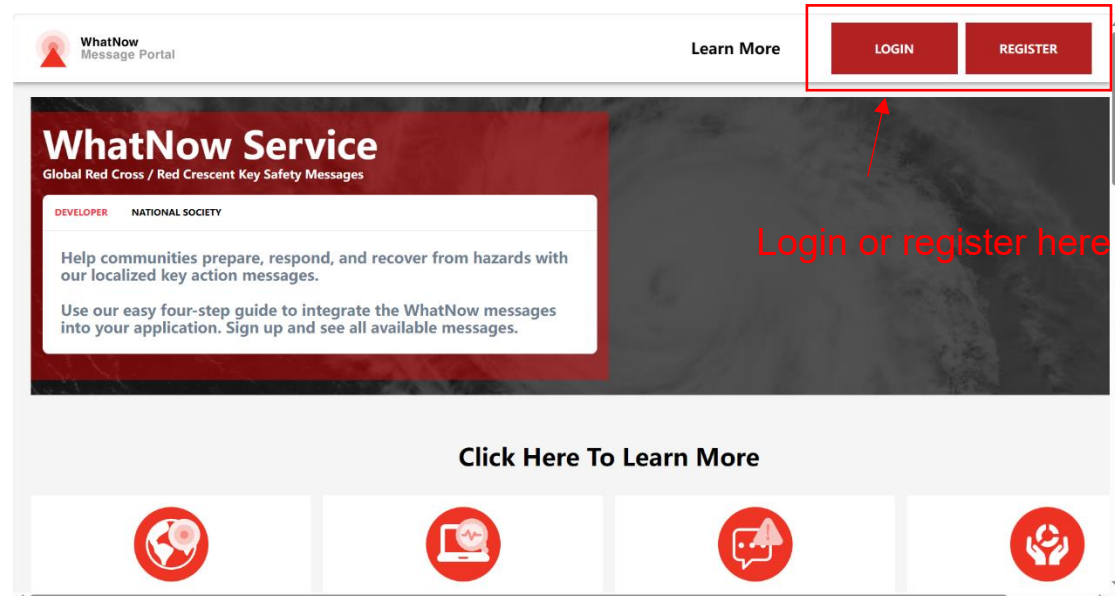 WhatNow
Message Portal
Learn More
LOGIN
REGISTER
WhatNow Service
Global Red Cross / Red Crescent Key Safety Messages
DEVELOPER
NATIONAL SOCIETY
Help communities prepare, respond, and recover from hazards with
our localized key action messages.
Use our easy four-step guide to integrate the WhatNow messages
into your application. Sign up and see all available messages.
Login or register here
Click Here To Learn More